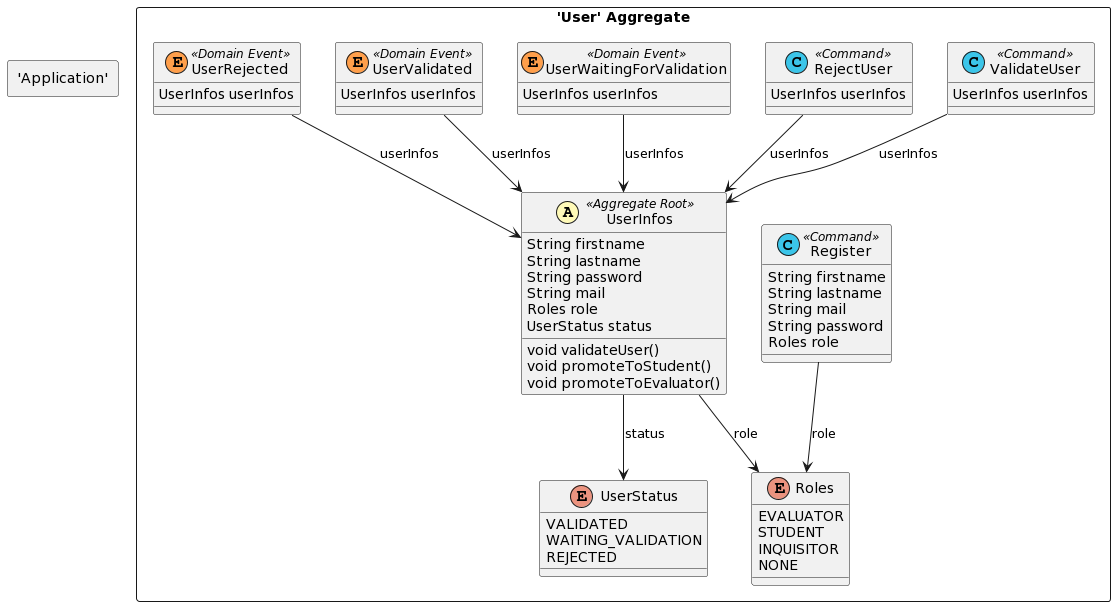 'User' Aggregate
'Application'
E «Domain Event»
UserRejected
UserInfos userInfos
E «Domain Event»
UserValidated
UserInfos userInfos
E «Domain Event»
UserWaitingForValidation
UserInfos userInfos
C «Command»
RejectUser
UserInfos userInfos
C «Command»
ValidateUser
UserInfos userInfos
userInfos
userInfos
userInfos
userInfos
userInfos
A «Aggregate Root»
UserInfos
String firstname
String lastname
String password
String mail
Roles role
UserStatus status
void validateUser()
void promoteToStudent()
void promoteToEvaluator()
C «Command»
Register
String firstname
String lastname
String mail
String password
Roles role
status
role
role
E UserStatus
VALIDATED
WAITING_VALIDATION
REJECTED
E Roles
EVALUATOR
STUDENT
INQUISITOR
NONE